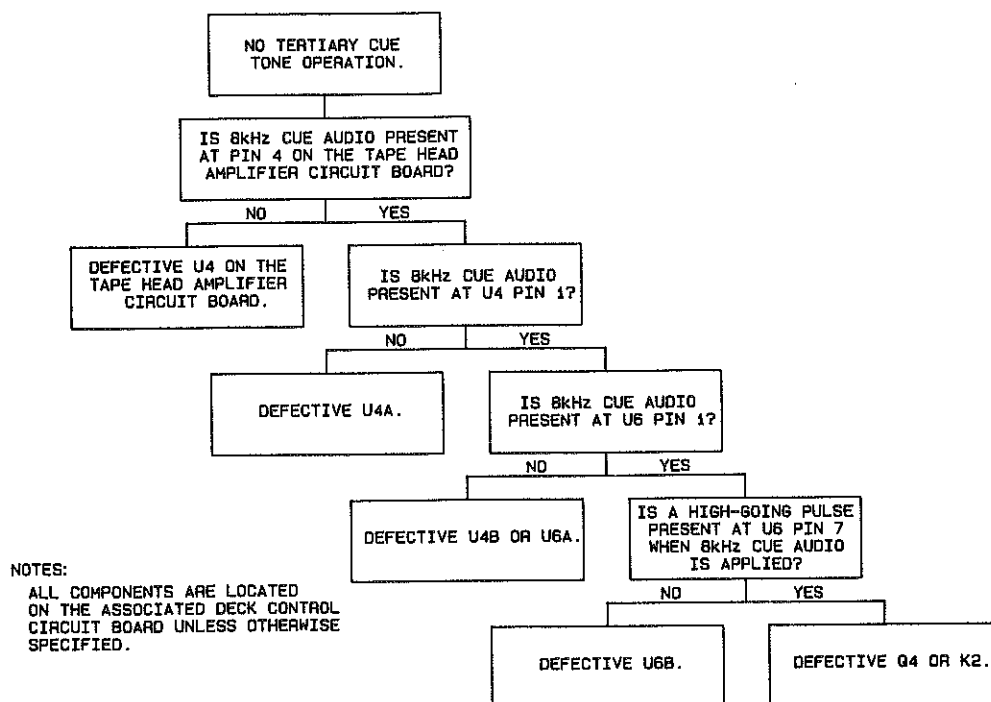 NO TERTIARY CUE
TONE OPERATION.
IS 8kHz CUE AUDIO PRESENT
AT PIN 4 ON THE TAPE HEAD
AMPLIFIER CIRCUIT BOARD?
NO YES
DEFECTIVE U4 ON THE
TAPE HEAD AMPLIFIER
CIRCUIT BOARD.
IS 8kHz CUE AUDIO
PRESENT AT U4 PIN 1?
NO YES
DEFECTIVE U4A.
IS 8kHz CUE AUDIO
PRESENT AT U6 PIN 1?
NO YES
DEFECTIVE U4B OR U6A.
IS A HIGH-GOING PULSE
PRESENT AT U6 PIN 7
WHEN 8kHz CUE AUDIO
IS APPLIED?
NO YES
DEFECTIVE U6B.
DEFECTIVE Q4 OR K2.
NOTES:
ALL COMPONENTS ARE LOCATED
ON THE ASSOCIATED DECK CONTROL
CIRCUIT BOARD UNLESS OTHERWISE
SPECIFIED.